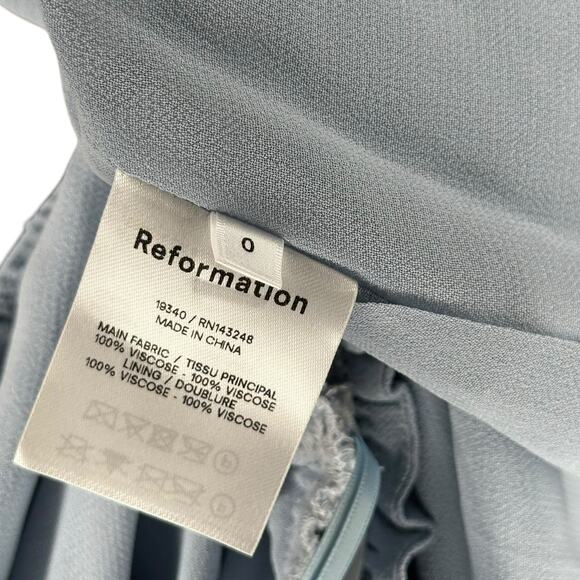 0
Reformation
19340 / RN143248
MADE IN CHINA
MAIN FABRIC / TISSU PRINCIPAL
100% VISCOSE - 100% VISCOSE
LINING / DOUBLURE
100% VISCOSE - 100% VISCOSE